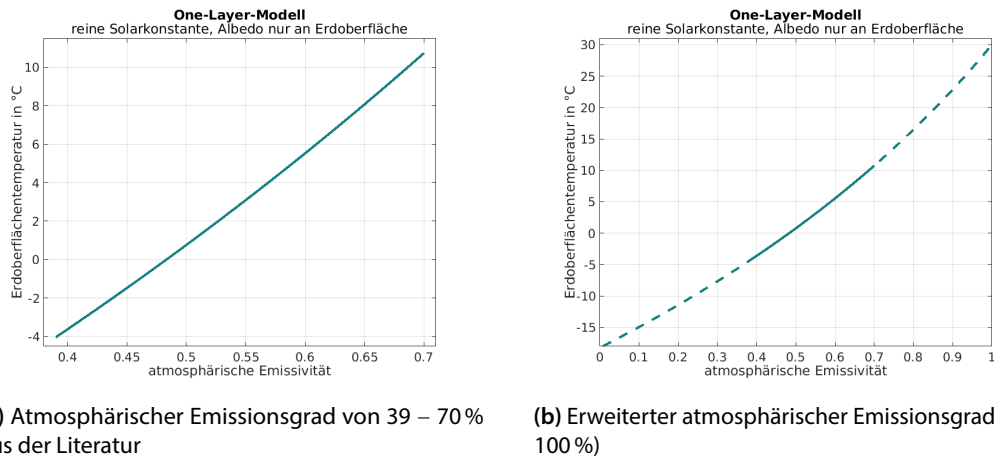 One-Layer-Modell
reine Solarkonstante, Albedo nur an Erdoberfläche
Erdoberflächentemperatur in °C
10
8
6
4
2
0
-2
-4
0.4 0.45 0.5 0.55 0.6 0.65 0.7
atmosphärische Emissivität
) Atmosphärischer Emissionsgrad von 39 – 70 %
s der Literatur
One-Layer-Modell
reine Solarkonstante, Albedo nur an Erdoberfläche
Erdoberflächentemperatur in °C
30
25
20
15
10
5
0
-5
-10
-15
0 0.1 0.2 0.3 0.4 0.5 0.6 0.7 0.8 0.9 1
atmosphärische Emissivität
(b) Erweiterter atmosphärischer Emissionsgrad
100 %)